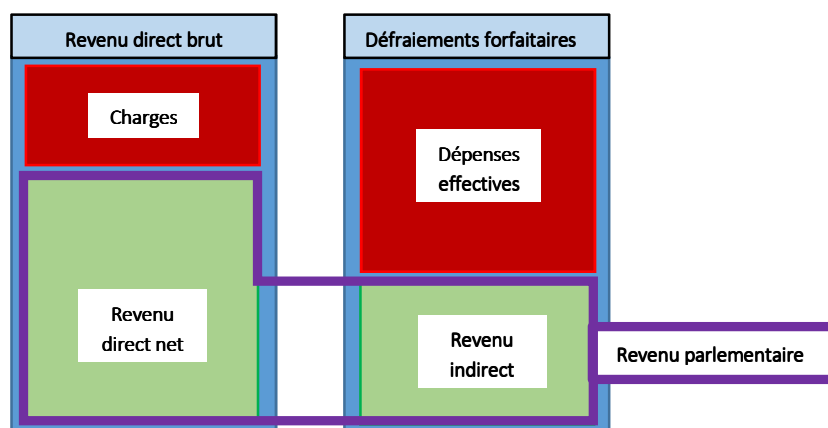 Revenu direct brut
Défraiements forfaitaires
Charges
Dépenses
effectives
Revenu
direct net
Revenu
indirect
Revenu parlementaire